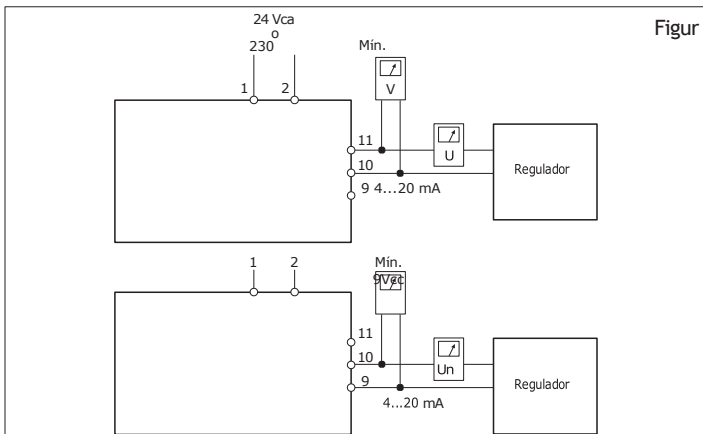 Figur
24 Vca
o
230
Mín.
1
2
V
11
U
10
Regulador
9 4...20 mA
1
2
Mín.
9Vcc
11
10
Un
9
Regulador
4...20 mA